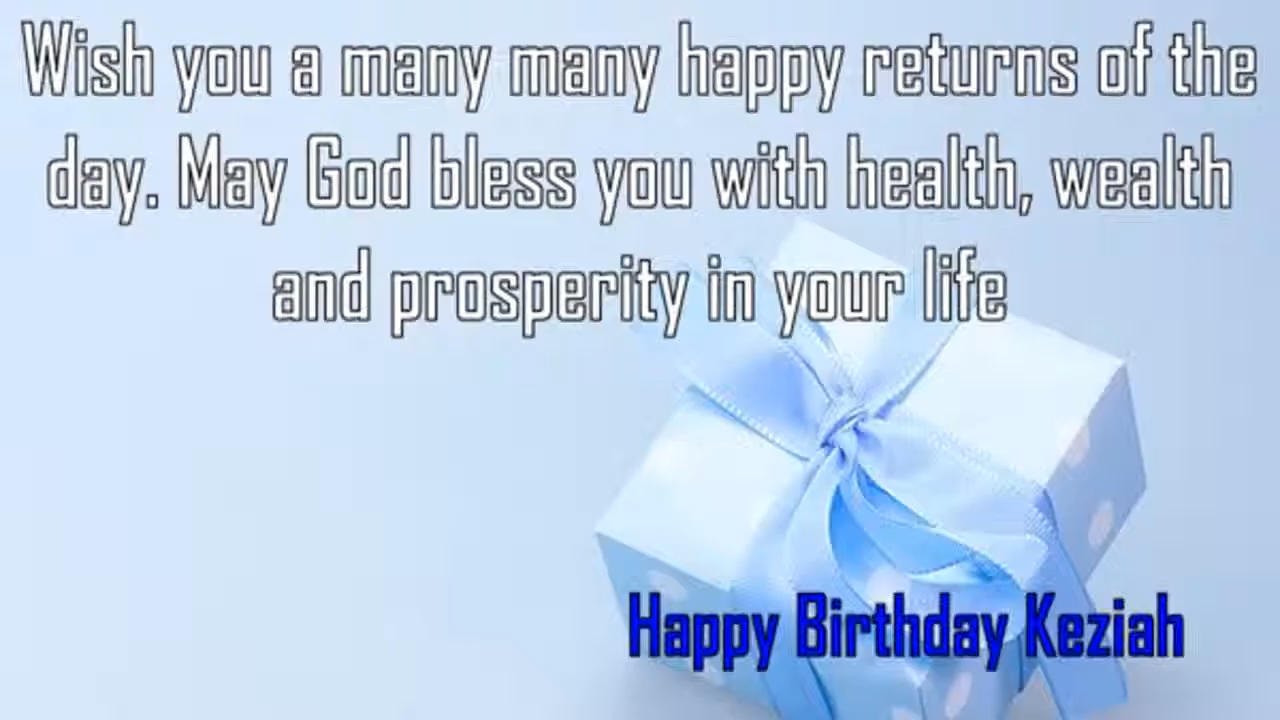 Wish you a many many happy returns of the
day. May God bless you with health, wealth
and prosperity in your life
Happy Birthday Keziah